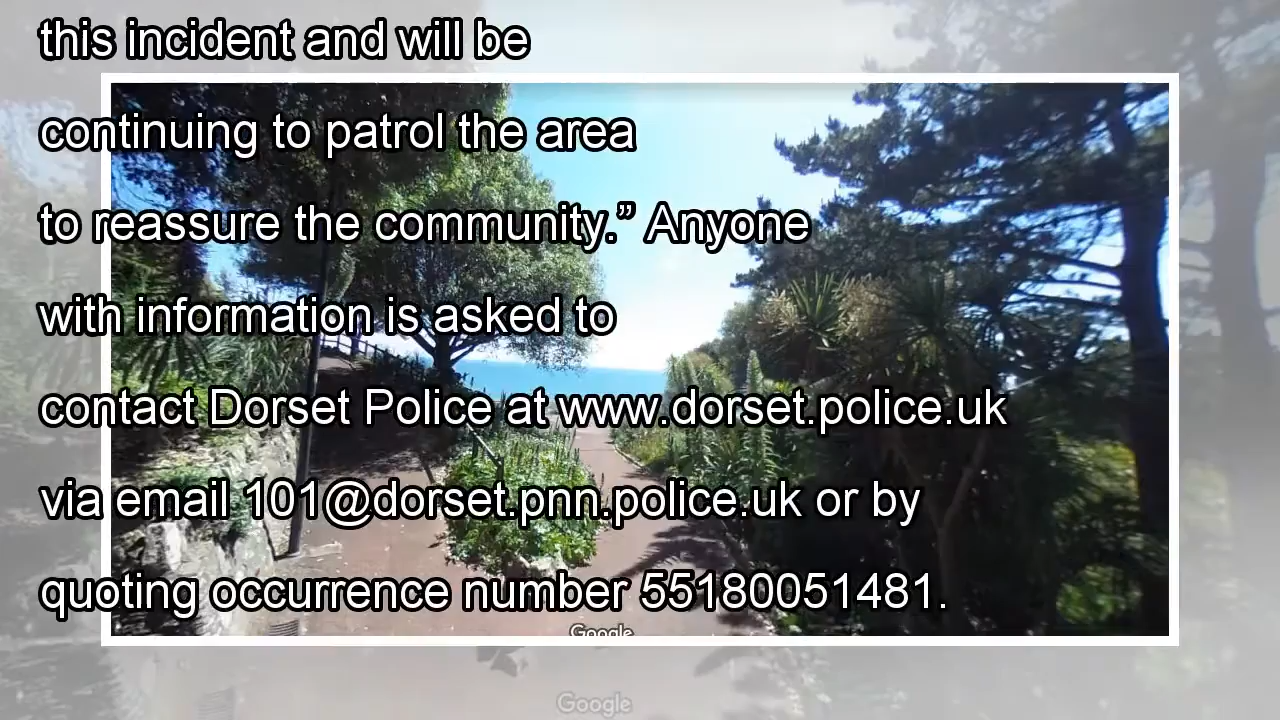 this incident and will be
continuing to patrol the area
to reassure the community.” Anyone
with information is asked to
contact Dorset Police at www.dorset.police.uk
via email 101@dorset.pnn.police.uk or by
quoting occurrence number 55180051481.
Google
Google